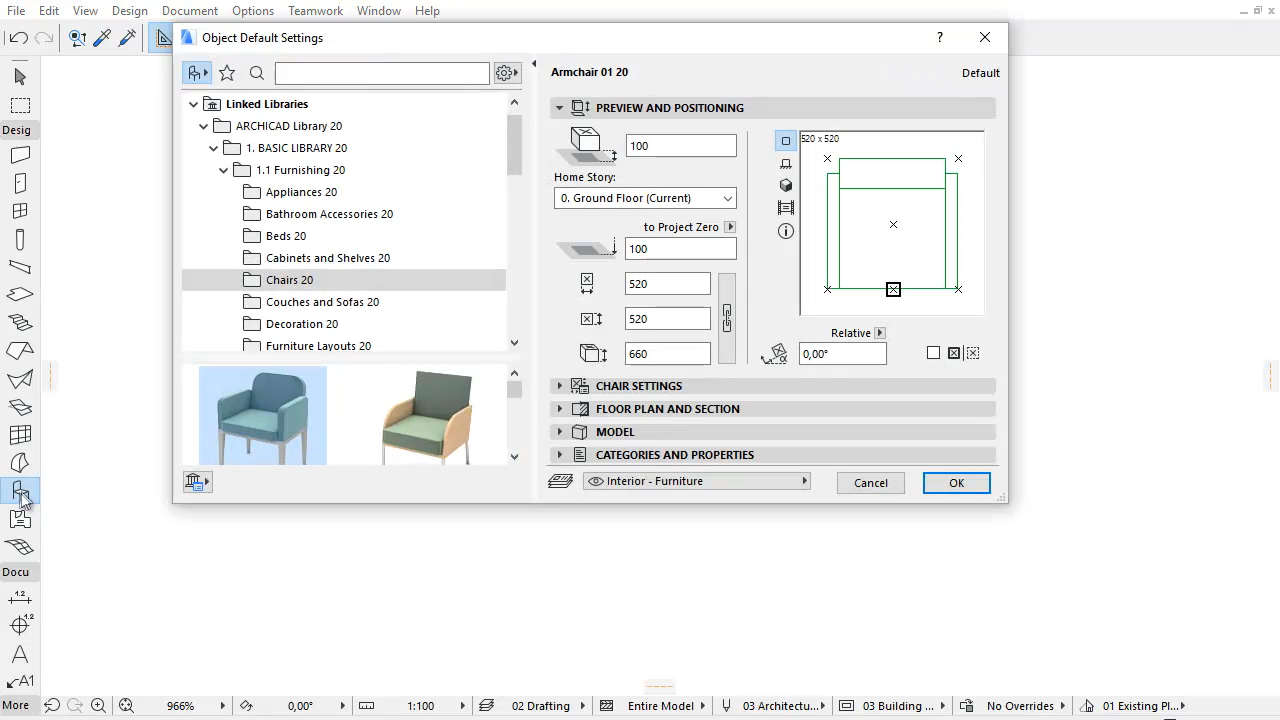 File Edit View Design Document Options Teamwork Window Help
Object Default Settings
?
Linked Libraries
ARCHICAD Library 20
1. BASIC LIBRARY 20
1.1 Furnishing 20
Appliances 20
Bathroom Accessories 20
Beds 20
Cabinets and Shelves 20
Chairs 20
Couches and Sofas 20
Decoration 20
Furniture Layouts 20
Armchair 01 20
Default
PREVIEW AND POSITIONING
100
Home Story:
0. Ground Floor (Current)
to Project Zero
100
520
520
660
520 x 520
Relative
0,00°
CHAIR SETTINGS
FLOOR PLAN AND SECTION
MODEL
CATEGORIES AND PROPERTIES
Interior - Furniture
Cancel
OK
Desig
Docu
1.2
1.2
A
A1
More
966%
0,00°
1:100
02 Drafting
Entire Model
03 Architectu...
03 Building ...
No Overrides
01 Existing Pl...